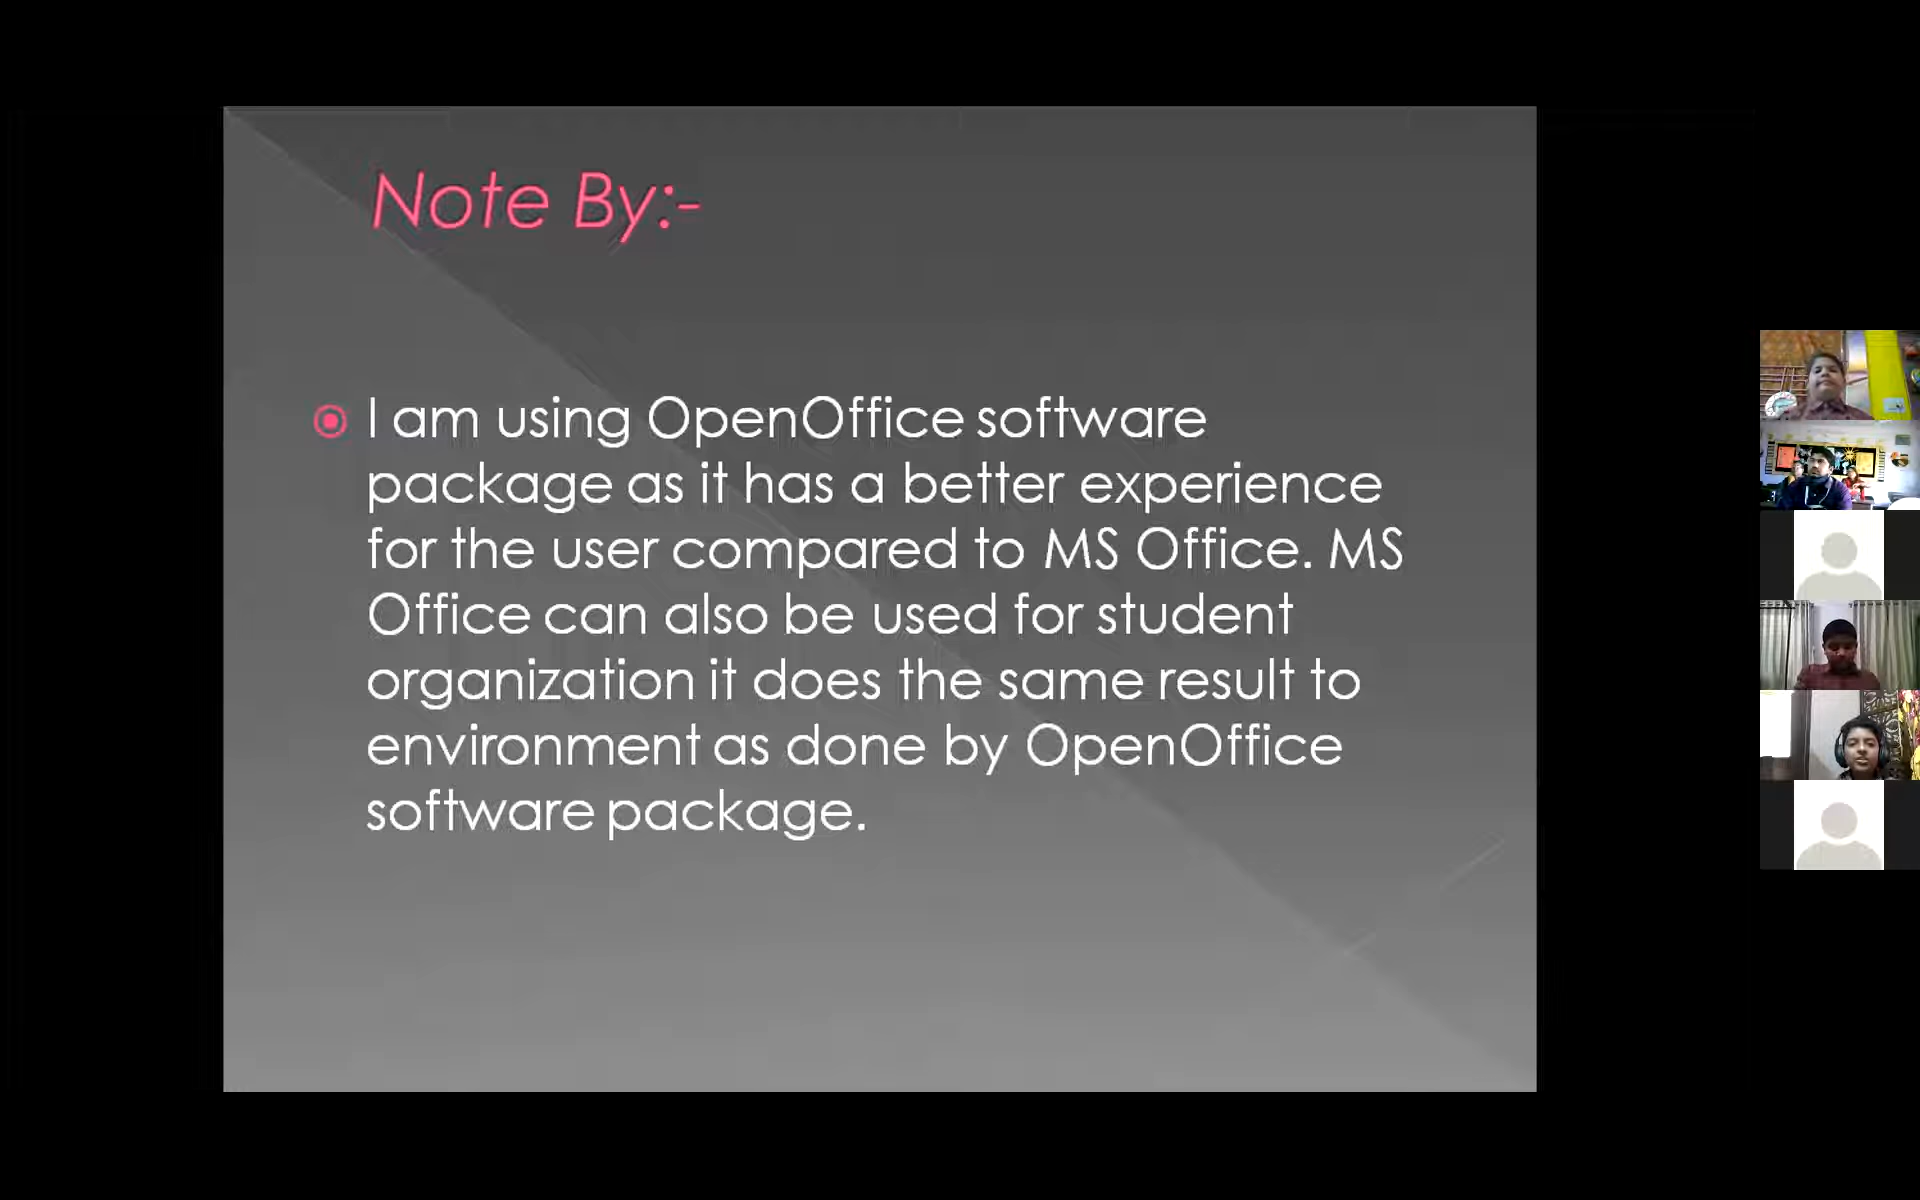 Note By:-
I am using OpenOffice software
package as it has a better experience
for the user compared to MS Office. MS
Office can also be used for student
organization it does the same result to
environment as done by OpenOffice
software package.